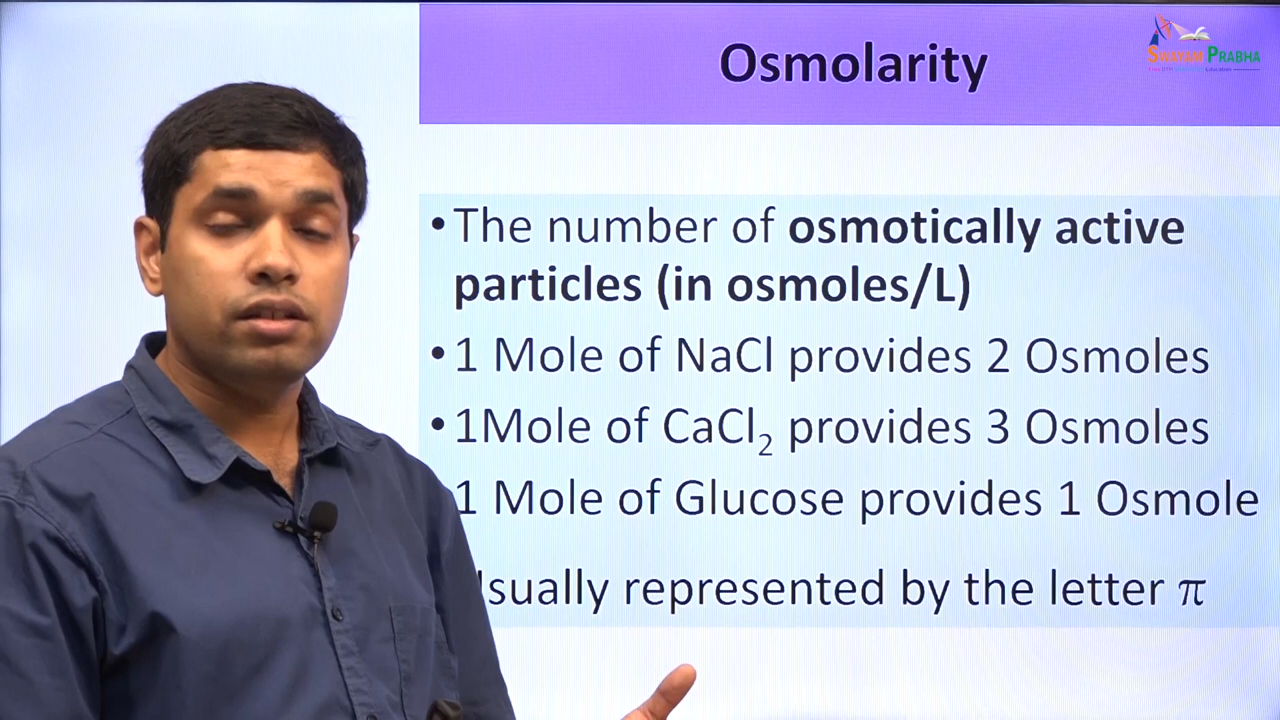 Osmolarity
SWAYAM PRABHA
•The number of osmotically active
particles (in osmoles/L)
•1 Mole of NaCl provides 2 Osmoles
•1Mole of CaCl₂ provides 3 Osmoles
1 Mole of Glucose provides 1 Osmole
sually represented by the letter π